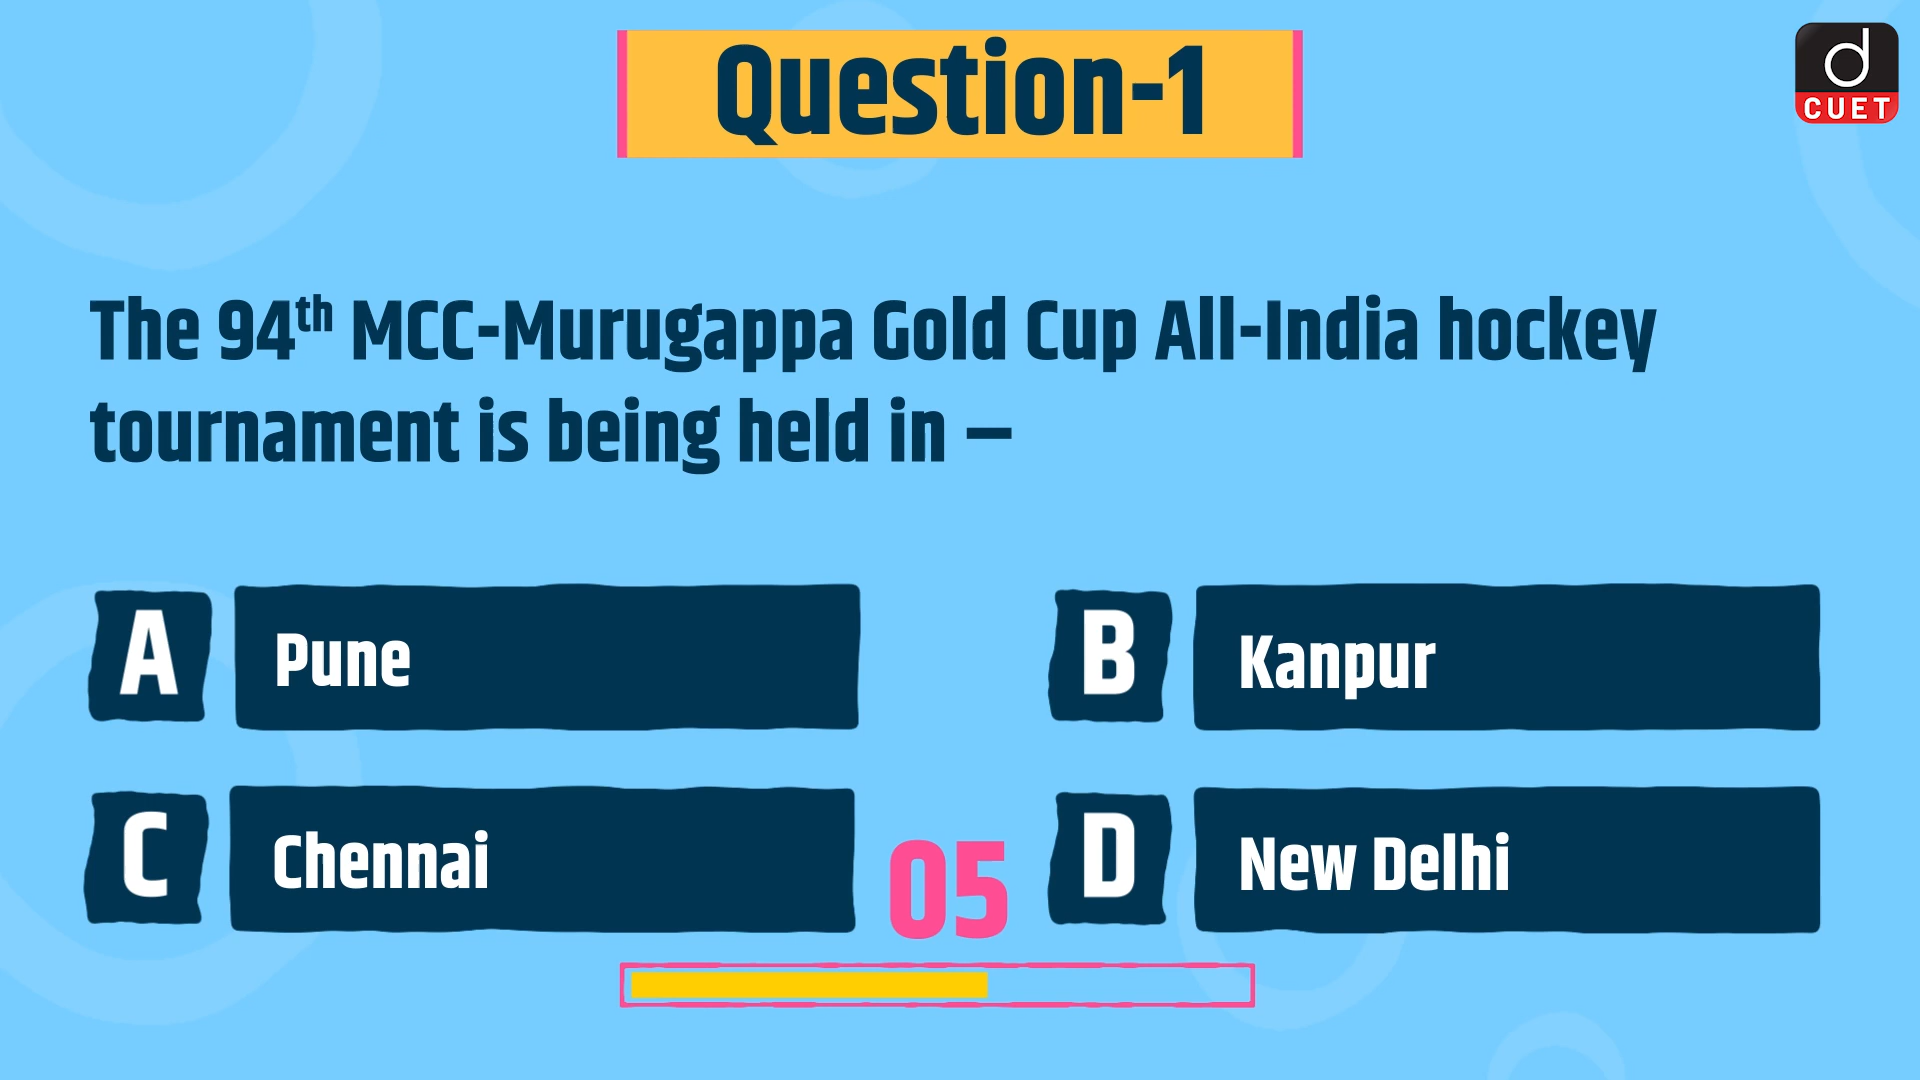 Question-1
d
CUET
The 94th MCC-Murugappa Gold Cup All-India hockey
tournament is being held in –
A
Pune
B
Kanpur
C
Chennai
D
New Delhi
05